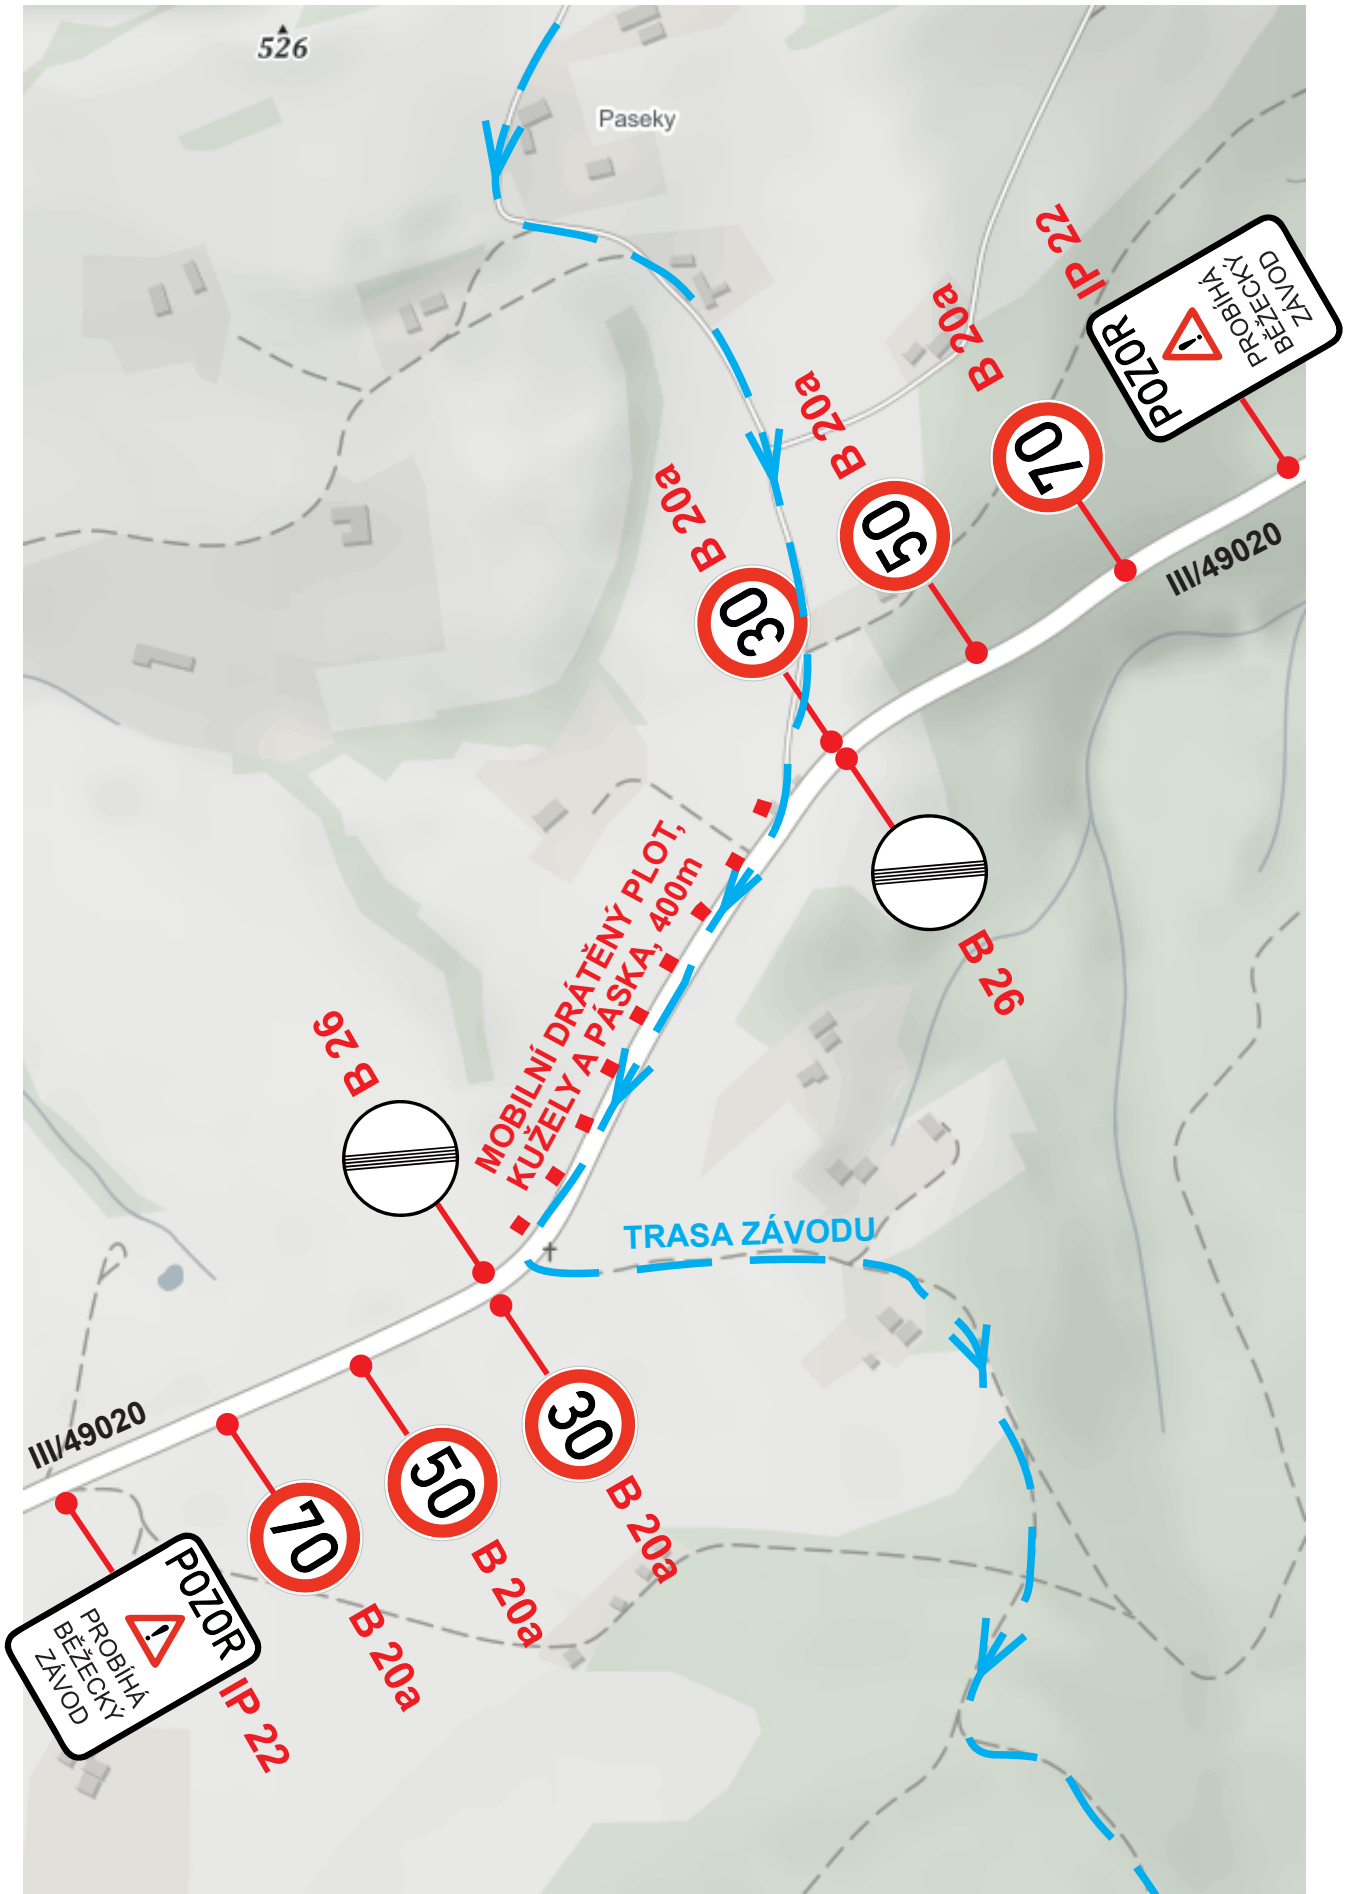 526
Paseky
IP 22
POZOR
PROBÍHÁ
BĚŽECKÝ
ZÁVOD
B 20a
70
B 20a
50
B 20a
30
III/49020
B 26
MOBILNÍ DRÁTĚNÝ PLOT,
KUŽELY A PÁSKA, 400m
B 26
TRASA ZÁVODU
III/49020
30
B 20a
50
B 20a
70
B 20a
POZOR
PROBÍHÁ
BĚŽECKÝ
ZÁVOD
IP 22